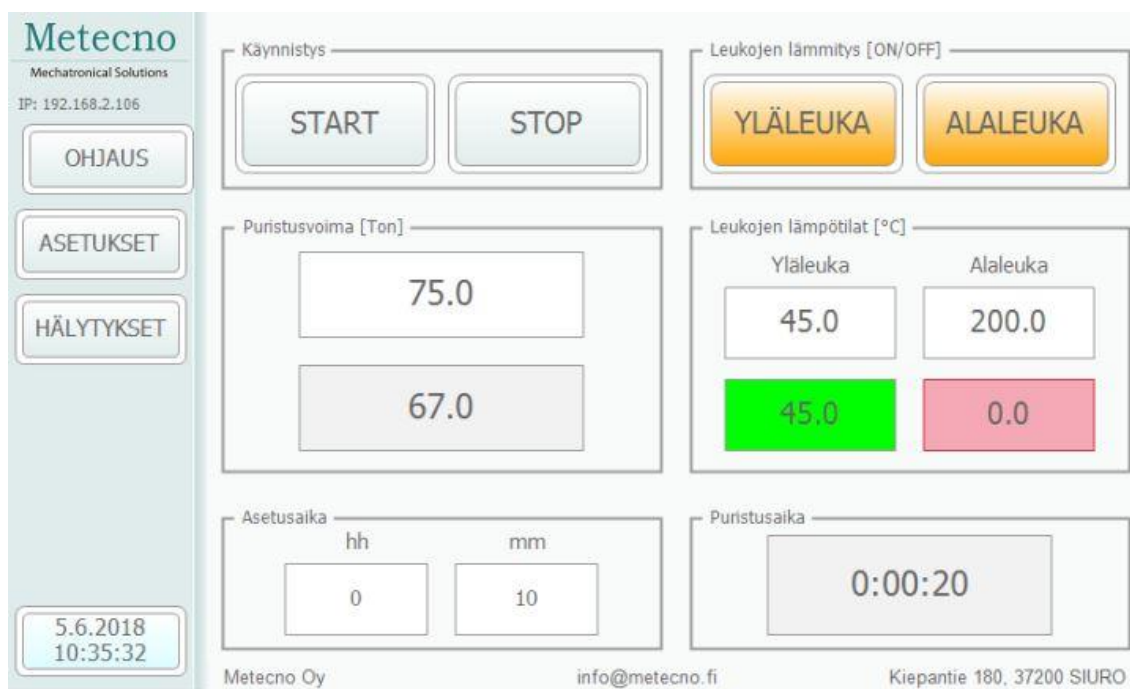 Metecno
Mechatronical Solutions
IP: 192.168.2.106
OHJAUS
ASETUKSET
HÄLYTYKSET
5.6.2018
10:35:32
Käynnistys
START STOP
Leukojen lämmitys [ON/OFF]
YLÄLEUKA ALALEUKA
Puristusvoima [Ton]
75.0
67.0
Leukojen lämpötilat [°C]
Yläleuka Alaleuka
45.0 200.0
45.0 0.0
Asetusaika
hh mm
0 10
Puristusaika
0:00:20
Metecno Oy info@metecno.fi Kiepantie 180, 37200 SIURO